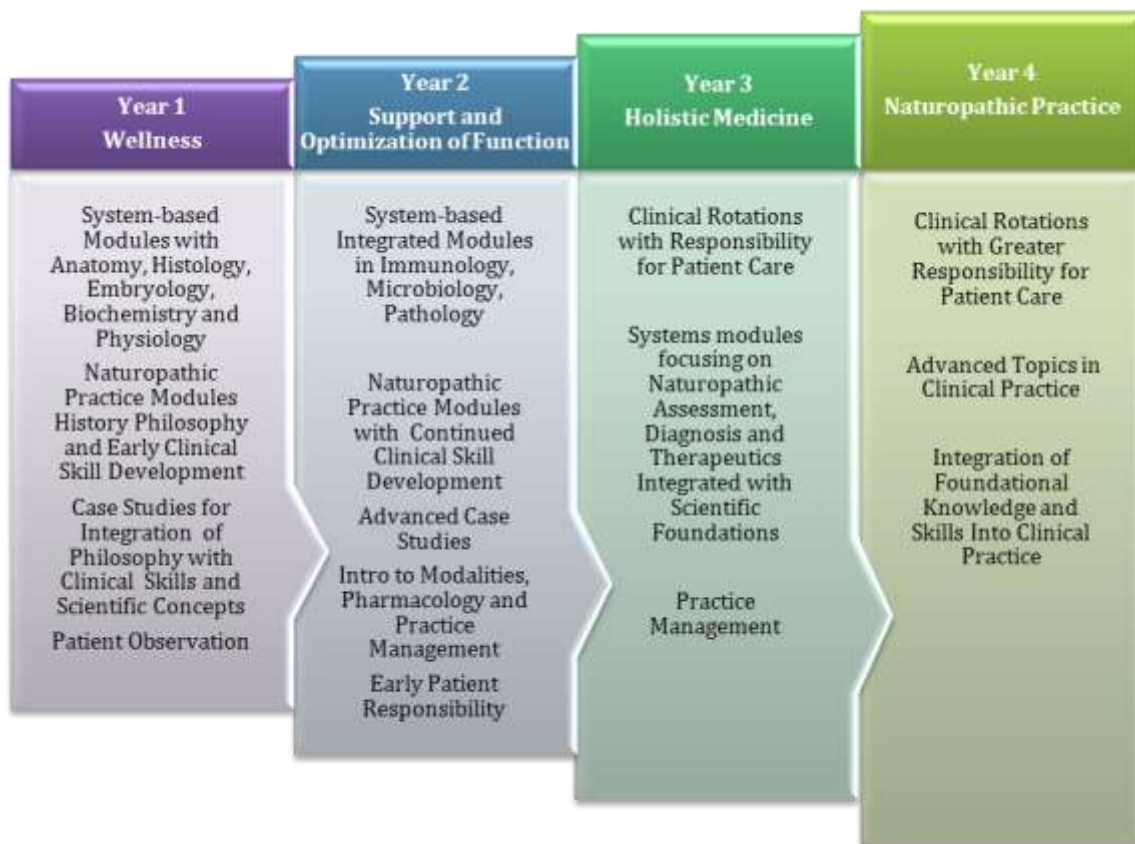 Year 1
Wellness
System-based
Modules with
Anatomy, Histology,
Embryology,
Biochemistry and
Physiology
Naturopathic
Practice Modules
History Philosophy
and Early Clinical
Skill Development
Case Studies for
Integration of
Philosophy with
Clinical Skills and
Scientific Concepts
Patient Observation
Year 2
Support and
Optimization of Function
System-based
Integrated Modules
in Immunology,
Microbiology,
Pathology
Naturopathic
Practice Modules
with Continued
Clinical Skill
Development
Advanced Case
Studies
Intro to Modalities,
Pharmacology and
Practice
Management
Early Patient
Responsibility
Year 3
Holistic Medicine
Clinical Rotations
with Responsibility
for Patient Care
Systems modules
focusing on
Naturopathic
Assessment,
Diagnosis and
Therapeutics
Integrated with
Scientific
Foundations
Practice
Management
Year 4
Naturopathic Practice
Clinical Rotations
with Greater
Responsibility for
Patient Care
Advanced Topics in
Clinical Practice
Integration of
Foundational
Knowledge and
Skills Into Clinical
Practice